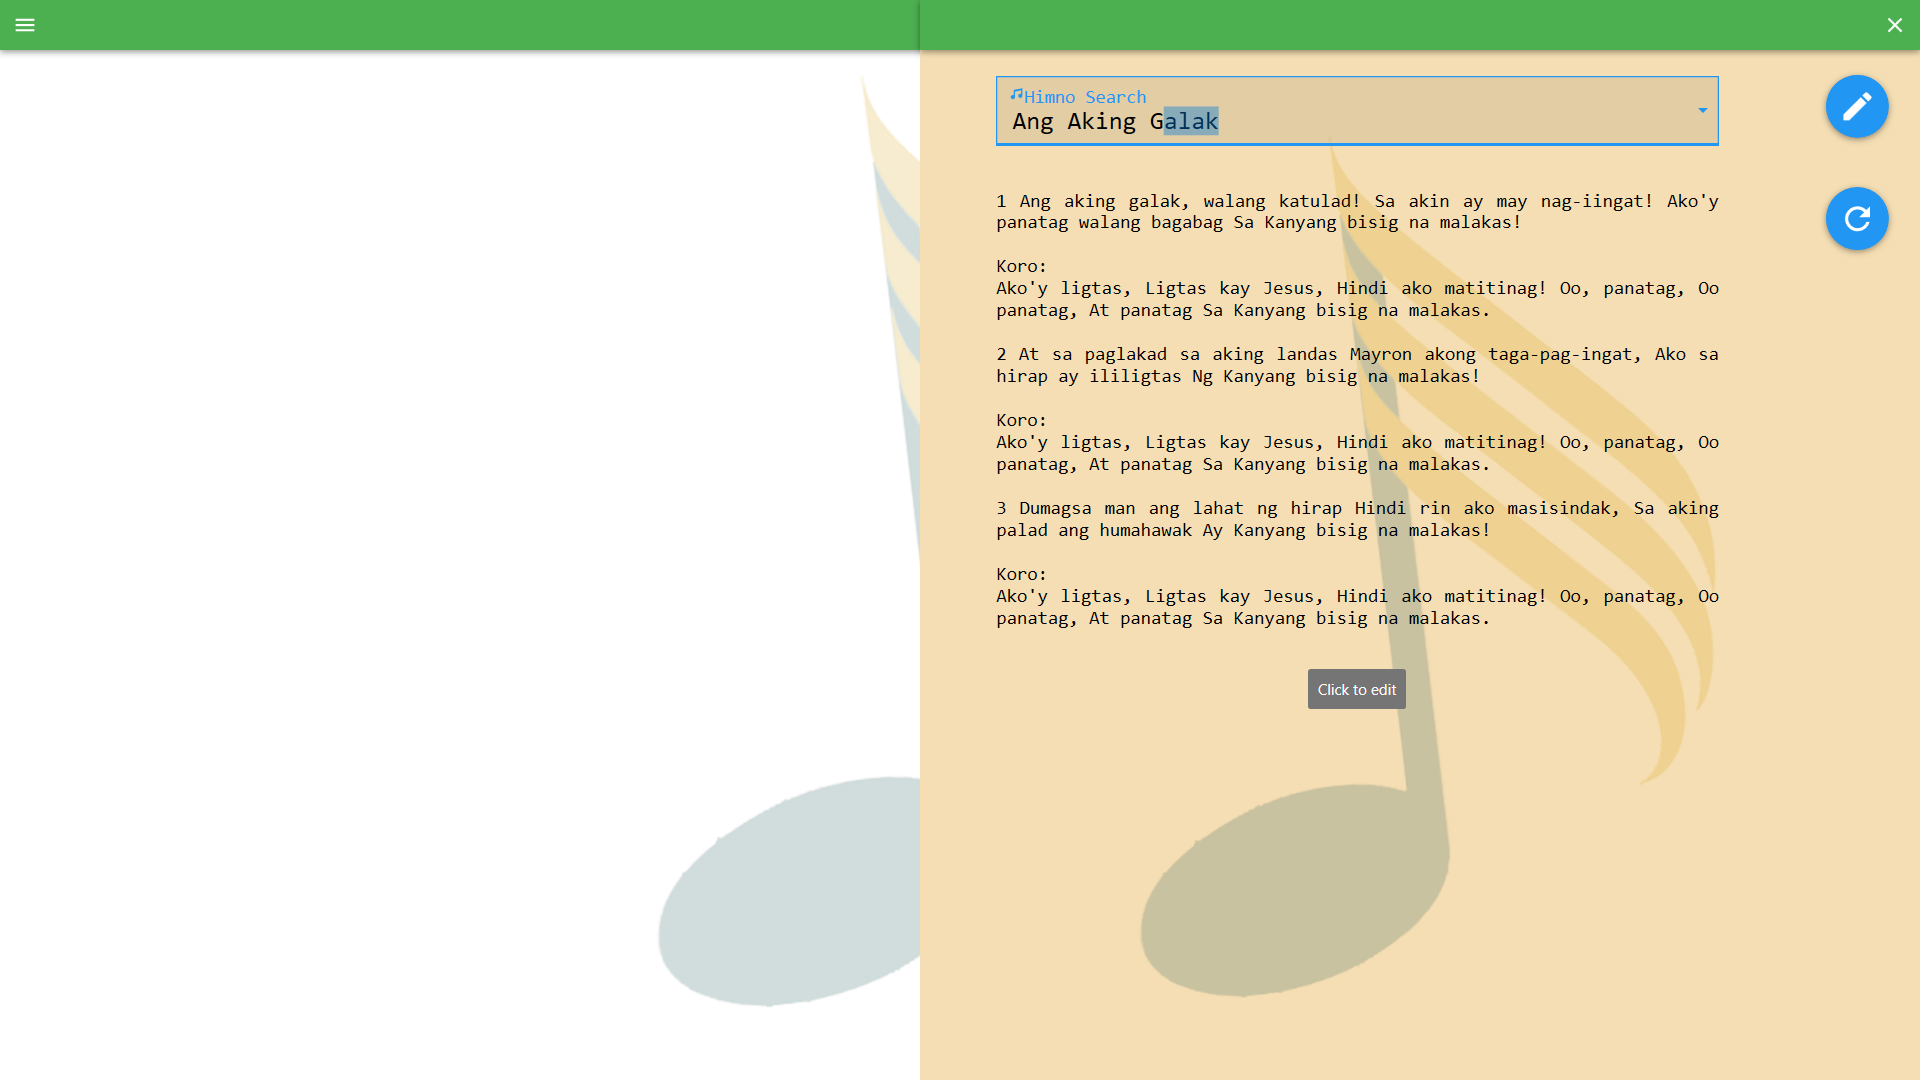 Himno Search
Ang Aking Galak
1 Ang aking galak, walang katulad! Sa akin ay may nag-iingat! Ako'y
panatag walang bagabag Sa Kanyang bisig na malakas!
Koro:
Ako'y ligtas, Ligtas kay Jesus, Hindi ako matitinag! Oo, panatag, Oo
panatag, At panatag Sa Kanyang bisig na malakas.
2 At sa paglakad sa aking landas Mayron akong taga-pag-ingat, Ako sa
hirap ay ililigtas Ng Kanyang bisig na malakas!
Koro:
Ako'y ligtas, Ligtas kay Jesus, Hindi ako matitinag! Oo, panatag, Oo
panatag, At panatag Sa Kanyang bisig na malakas.
3 Dumagsa man ang lahat ng hirap Hindi rin ako masisindak, Sa aking
palad ang humahawak Ay Kanyang bisig na malakas!
Koro:
Ako'y ligtas, Ligtas kay Jesus, Hindi ako matitinag! Oo, panatag, Oo
panatag, At panatag Sa Kanyang bisig na malakas.
Click to edit